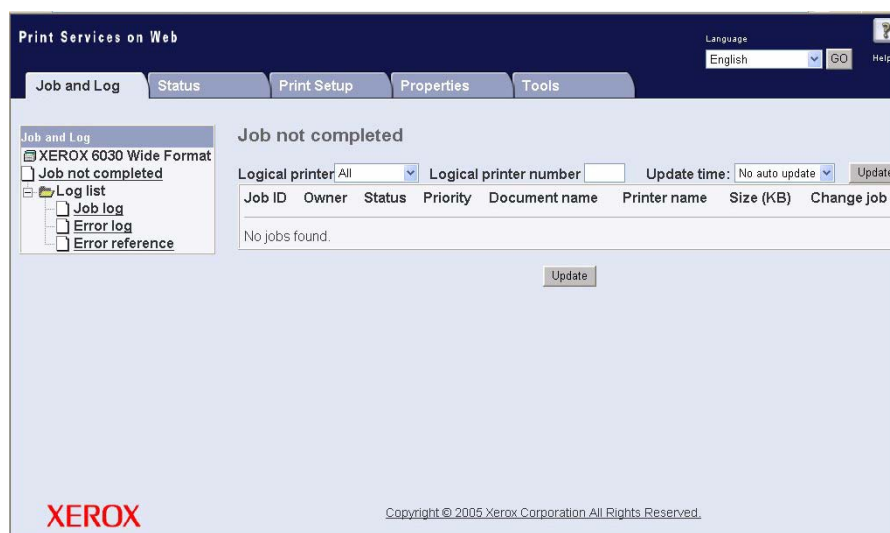 Print Services on Web
Language
English GO Help
Job and Log Status Print Setup Properties Tools
Job and Log
XEROX 6030 Wide Format
Job not completed
Log list
Job log
Error log
Error reference
Job not completed
Logical printer All Logical printer number Update time: No auto update Update
Job ID Owner Status Priority Document name Printer name Size (KB) Change job
No jobs found.
Update
XEROX
Copyright © 2005 Xerox Corporation All Rights Reserved.